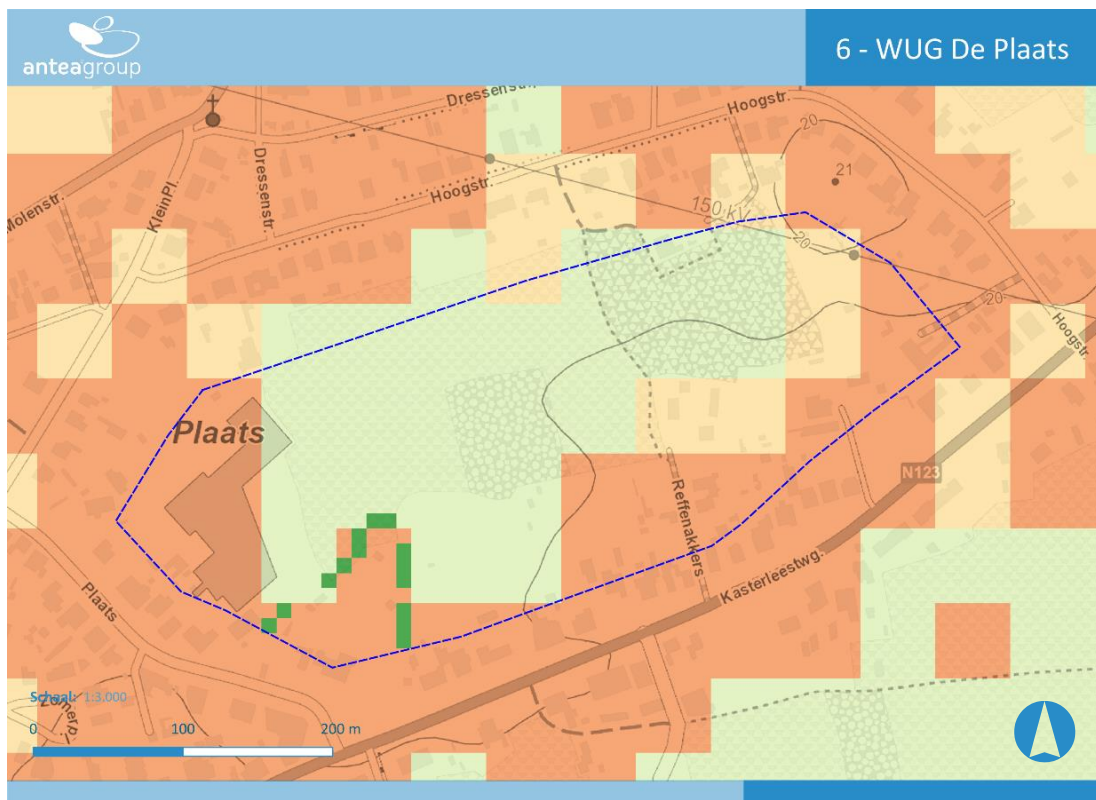 anteagroup
6 - WUG De Plaats
Hoogstr.
20
21
Molenstr.
KleinPl.
Dressenstr.
Hoogstr.
150 kV
20
20
Hoogstr.
Plaats
N123
Reffenakkers
Kasterleestwg.
Plaats
Schaal: 1:3.000
0 100 200 m